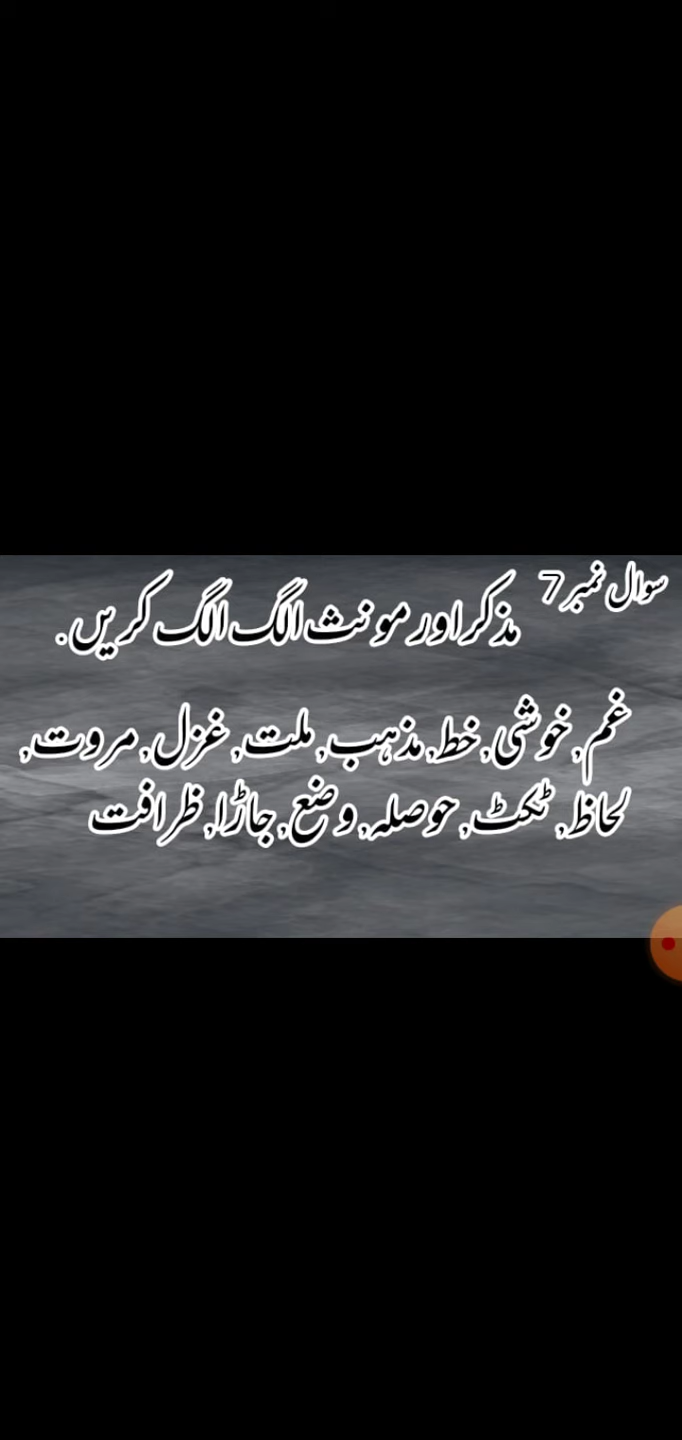 سوال نمبر 7
مذکر اور مونث الگ الگ کریں.
غم, خوشی, خط, مذہب, ملت, غزل, مروت,
لحاظ, ٹکٹ, حوصلہ, وضع, جاڑا, ظرافت